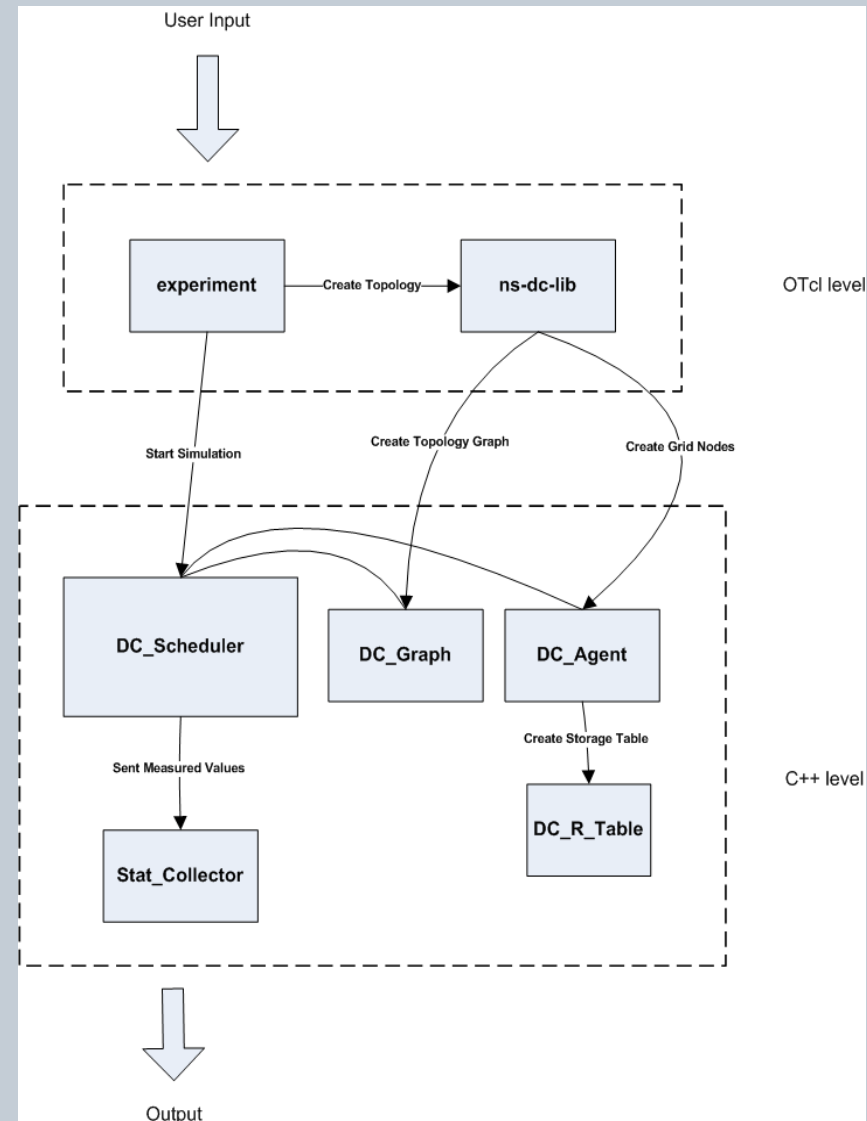 User Input
experiment
Create Topology
ns-dc-lib
OTcl level
Start Simulation
Create Topology Graph
Create Grid Nodes
DC_Scheduler
DC_Graph
DC_Agent
Create Storage Table
Sent Measured Values
C++ level
DC_R_Table
Stat_Collector
Output